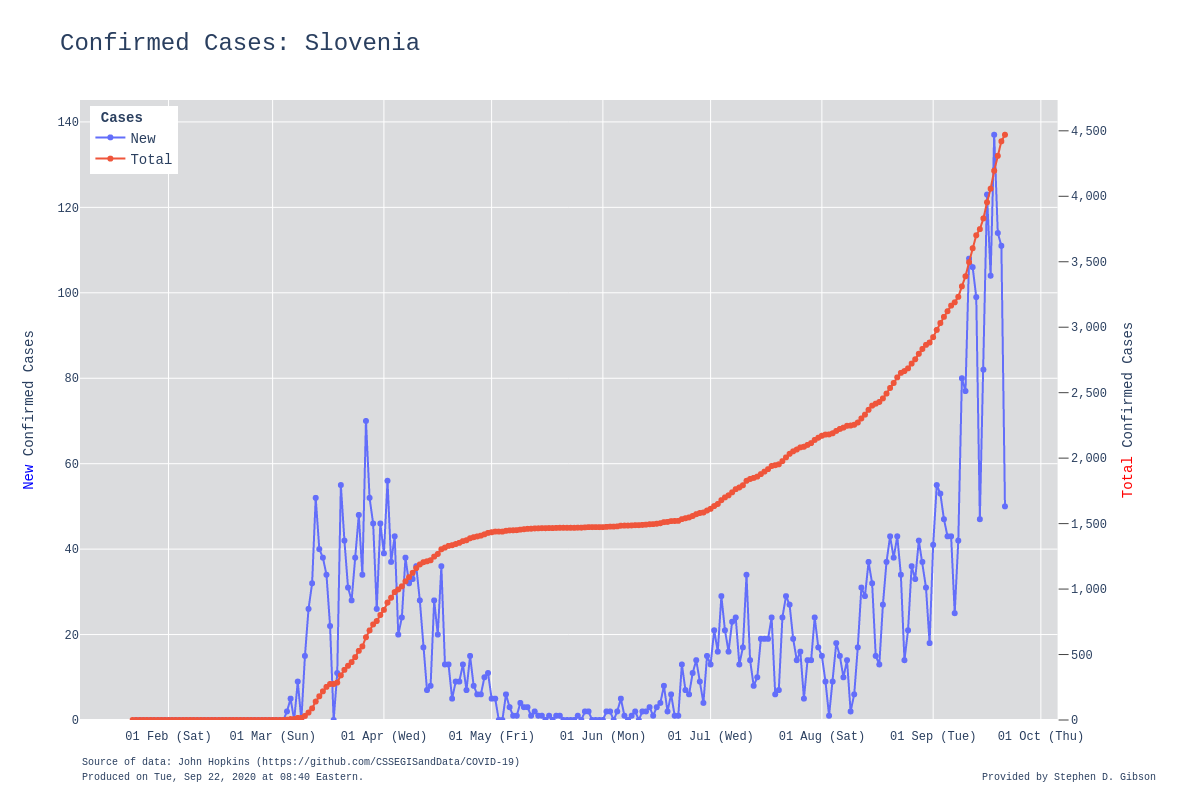 Confirmed Cases: Slovenia
Cases
New
Total
140
120
100
80
60
40
20
0
4,500
4,000
3,500
3,000
2,500
2,000
1,500
1,000
500
0
New Confirmed Cases
Total Confirmed Cases
01 Feb (Sat)
01 Mar (Sun)
01 Apr (Wed)
01 May (Fri)
01 Jun (Mon)
01 Jul (Wed)
01 Aug (Sat)
01 Sep (Tue)
01 Oct (Thu)
Source of data: John Hopkins (https://github.com/CSSEGISandData/COVID-19)
Produced on Tue, Sep 22, 2020 at 08:40 Eastern.
Provided by Stephen D. Gibson